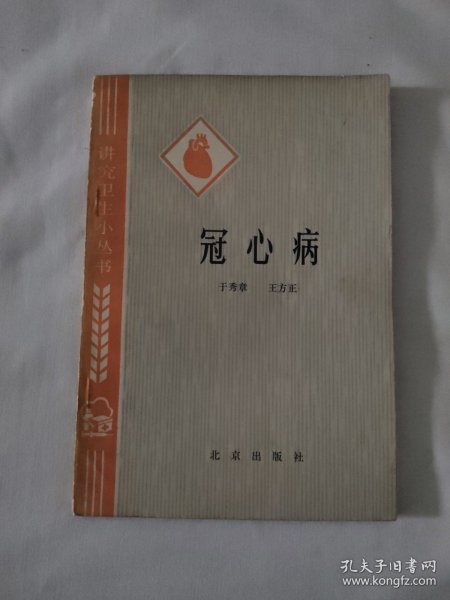 讲究卫生小丛书
冠心病
于秀章 王方正
北京出版社
孔夫子旧书网
www.kongfz.com